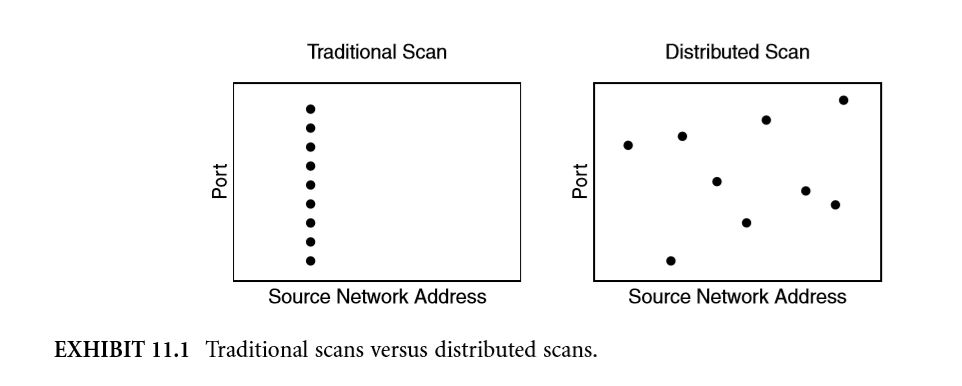 Traditional Scan
Port
Source Network Address
Distributed Scan
Port
Source Network Address
EXHIBIT 11.1 Traditional scans versus distributed scans.